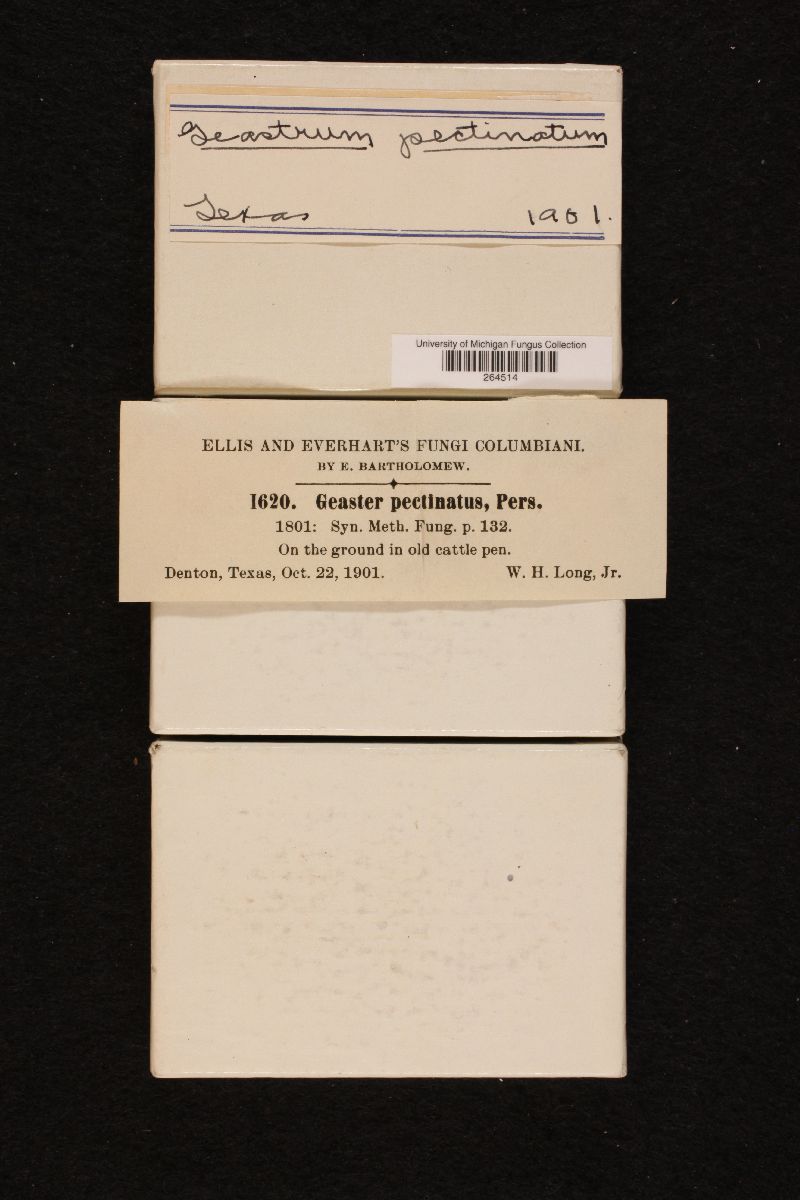 Geastrum pectinatum
Texas 1901.
University of Michigan Fungus Collection
264514
ELLIS AND EVERHART'S FUNGI COLUMBIANI.
BY E. BARTHOLOMEW.
1620. Geaster pectinatus, Pers.
1801: Syn. Meth. Fung. p. 132.
On the ground in old cattle pen.
Denton, Texas, Oct. 22, 1901. W. H. Long, Jr.